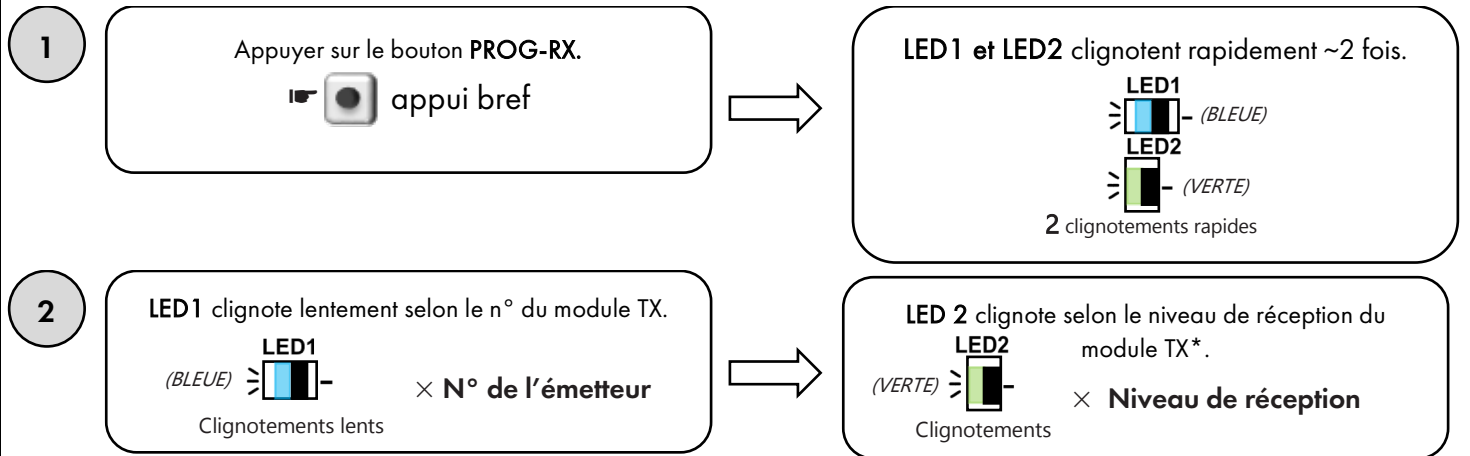 1
Appuyer sur le bouton PROG-RX.
appui bref
LED1 et LED2 clignotent rapidement ~2 fois.
LED1
(BLEUE)
LED2
(VERTE)
2 clignotements rapides
2
LED1 clignote lentement selon le n° du module TX.
LED1
(BLEUE)
× N° de l'émetteur
Clignotements lents
LED 2 clignote selon le niveau de réception du
module TX*.
LED2
(VERTE)
× Niveau de réception
Clignotements